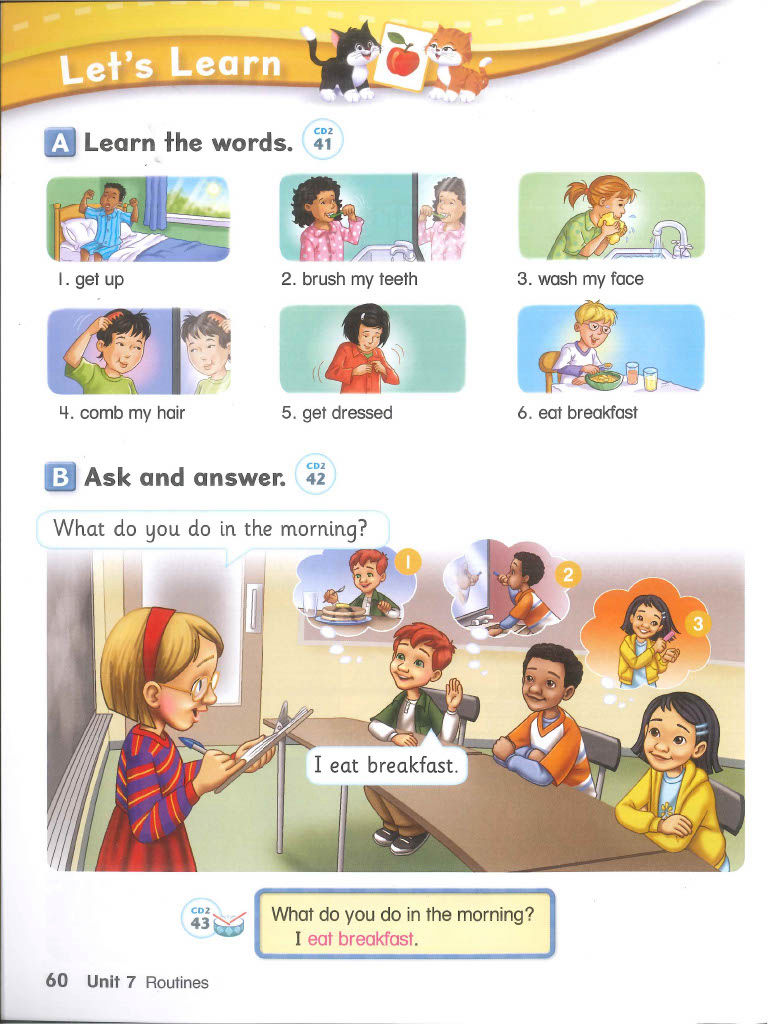 Let's Learn
A Learn the words. CD2 41
1. get up
2. brush my teeth
3. wash my face
4. comb my hair
5. get dressed
6. eat breakfast
B Ask and answer. CD2 42
What do you do in the morning?
1
2
3
I eat breakfast.
CD2 43
What do you do in the morning?
I eat breakfast.
60 Unit 7 Routines